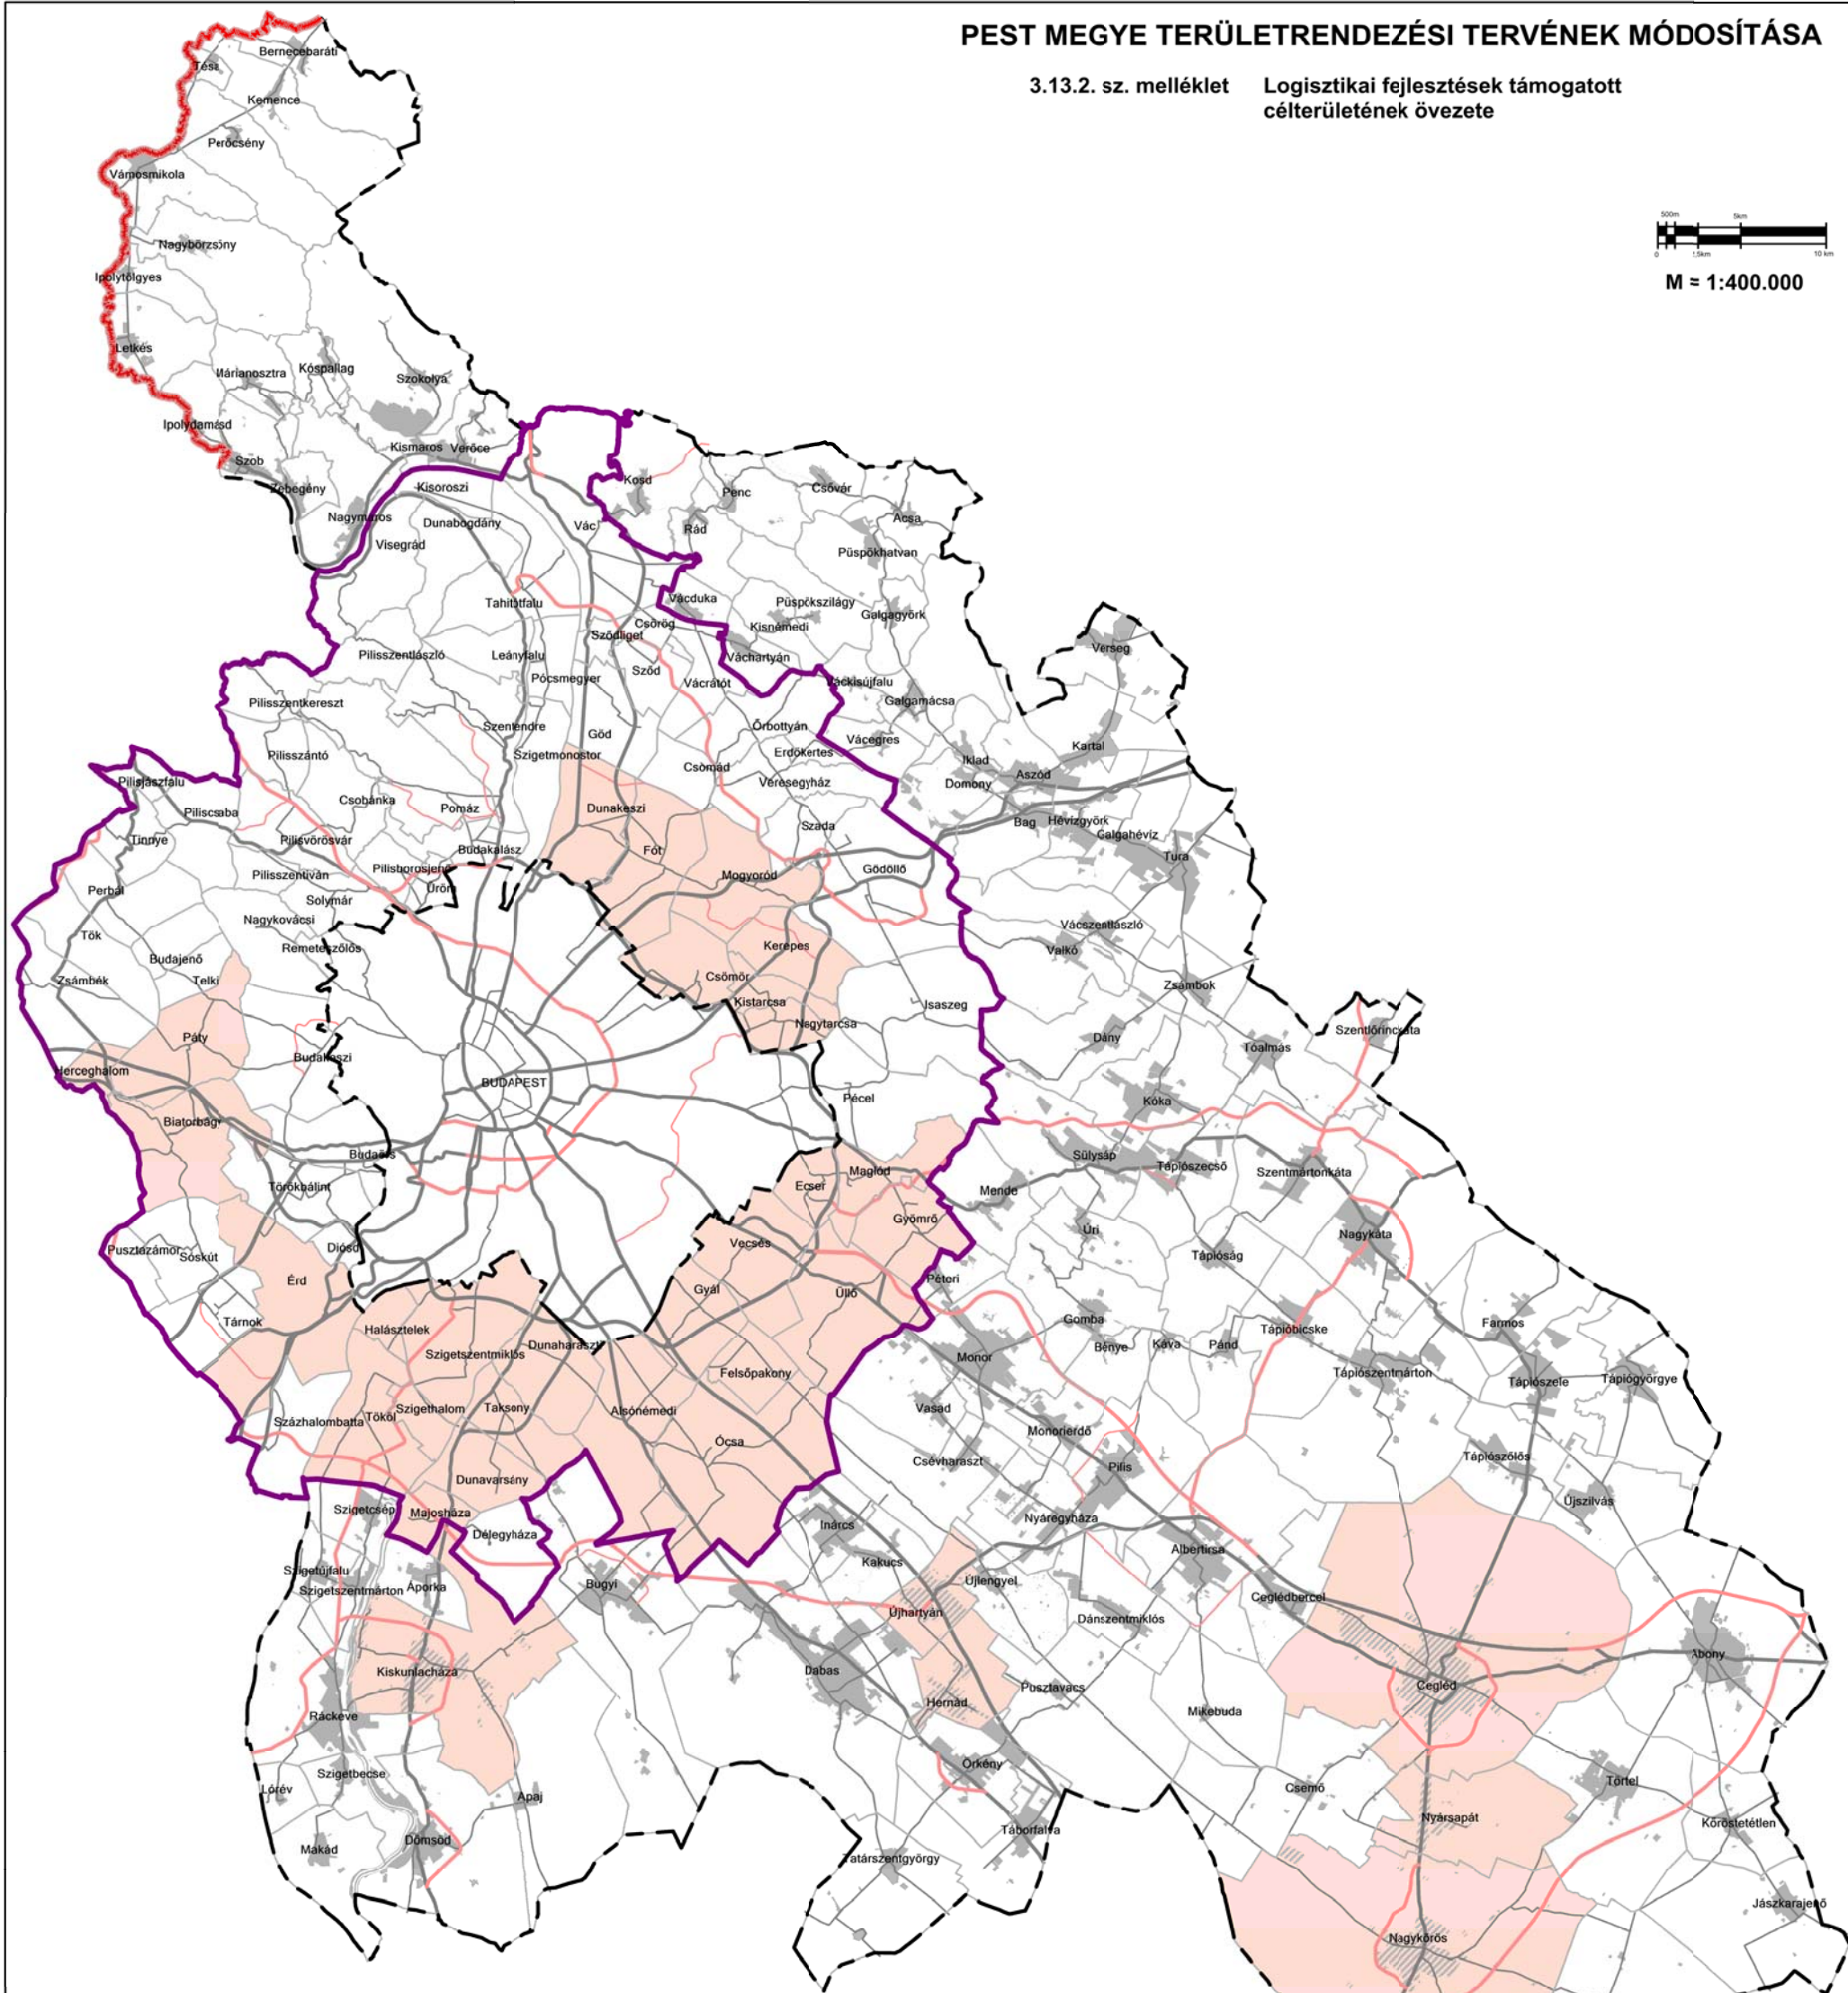 PEST MEGYE TERÜLETRENDEZÉSI TERVÉNEK MÓDOSÍTÁSA
3.13.2. sz. melléklet Logisztikai fejlesztések támogatott
célterületének övezete
500m 5km
0 10 km
M = 1:400.000
Bernecebaráti
Tésa
Kemence
Perőcsény
Vámosmikola
Nagybörzsöny
Ipolytölgyes
Letkés
Márianosztra
Kóspallag
Szokolya
Ipolydamásd
Szob
Kismaros
Verőce
Zebegény
Nagymaros
Kisoroszi
Dunabogdány
Visegrád
Vác
Kosd
Penc
Csővár
Acsa
Rád
Püspökhatvan
Tahitótfalu
Vácduka
Püspökszilágy
Kisnémedi
Galgagyörk
Csörög
Sződliget
Váchartyán
Verseg
Pilisszentlászló
Leányfalu
Pócsmegyer
Sződ
Vácrátót
Váckisújfalu
Galgamácsa
Pilisszentkereszt
Szentendre
Göd
Őrbottyán
Vácegres
Pilisszántó
Szigetmonostor
Erdőkertes
Csömád
Veresegyház
Iklad
Kartal
Domony
Aszód
Pilisjászfalu
Piliscsaba
Csobánka
Pomáz
Dunakeszi
Szada
Bag
Hévízgyörk
Galgahévíz
Tura
Tinnye
Pilisvörösvár
Budakalász
Fót
Mogyoród
Gödöllő
Pilisszentiván
Pilisborosjenő
Üröm
Perbál
Solymár
Nagykovácsi
Tök
Remeteszőlős
Budajenő
Telki
Zsámbék
Kerepes
Csömör
Kistarcsa
Nagytarcsa
Isaszeg
Vácszentlászló
Valkó
Zsámbok
Dány
Tóalmás
Szentlőrinckáta
Páty
Herceghalom
Budakeszi
BUDAPEST
Pécel
Kóka
Biatorbágy
Budaörs
Törökbálint
Maglód
Ecser
Sülysáp
Tápiószecső
Szentmártonkáta
Mende
Gyömrő
Úri
Tápióság
Nagykáta
Pusztazámor
Sóskút
Diósd
Vecsés
Érd
Gyál
Üllő
Péteri
Tárnok
Halásztelek
Szigetszentmiklós
Dunaharaszti
Gomba
Bénye
Káva
Pánd
Tápióbicske
Farmos
Monor
Felsőpakony
Tápiószentmárton
Tápiószele
Tápiógyörgye
Százhalombatta
Tököl
Szigethalom
Taksony
Alsónémedi
Ócsa
Vasad
Monorierdő
Csévharaszt
Pilis
Tápiószőlős
Újszilvás
Dunavarsány
Szigetcsép
Majosháza
Délegyháza
Inárcs
Nyáregyháza
Kakucs
Albertirsa
Szigetújfalu
Szigetszentmárton
Áporka
Bugyi
Újlengyel
Újhartyán
Dánszentmiklós
Ceglédbercel
Kiskunlacháza
Dabas
Hernád
Pusztavacs
Mikebuda
Cegléd
Abony
Ráckeve
Örkény
Csemő
Törtel
Szigetbecse
Lórév
Apaj
Nyársapát
Kőröstetétlen
Makád
Dömsöd
Táborfalva
Tatárszentgyörgy
Jászkarajenő
Nagykőrös